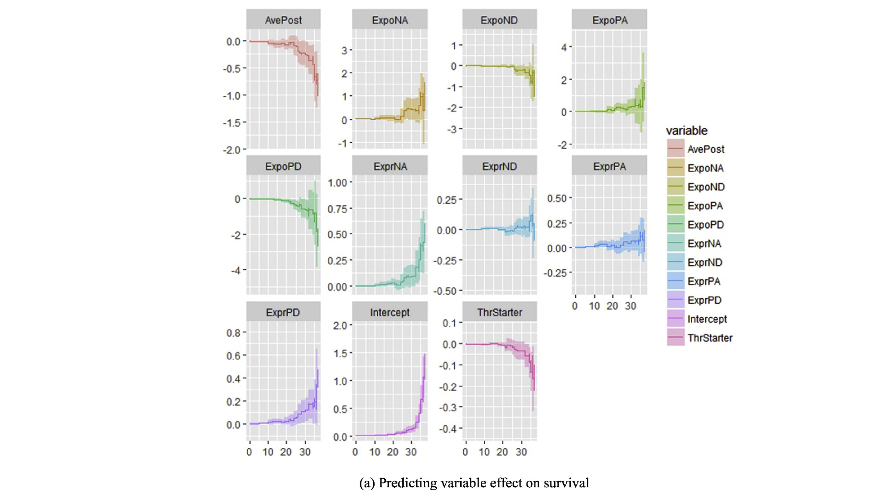 AvePost
ExpoNA
ExpoND
ExpoPA
0.0
-0.5
-1.0
-1.5
-2.0
3
2
1
0
-1
1
0
-1
-2
-3
4
2
0
-2
ExpoPD
ExprNA
ExprND
ExprPA
0
-2
-4
1.00
0.75
0.50
0.25
0.00
0.25
0.00
-0.25
-0.50
0.50
0.25
0.00
-0.25
0 10 20 30
ExprPD
Intercept
ThrStarter
0.8
0.6
0.4
0.2
0.0
2.0
1.5
1.0
0.5
0.0
0.1
0.0
-0.1
-0.2
-0.3
-0.4
0 10 20 30
0 10 20 30
0 10 20 30
variable
AvePost
ExpoNA
ExpoND
ExpoPA
ExpoPD
ExprNA
ExprND
ExprPA
ExprPD
Intercept
ThrStarter
(a) Predicting variable effect on survival